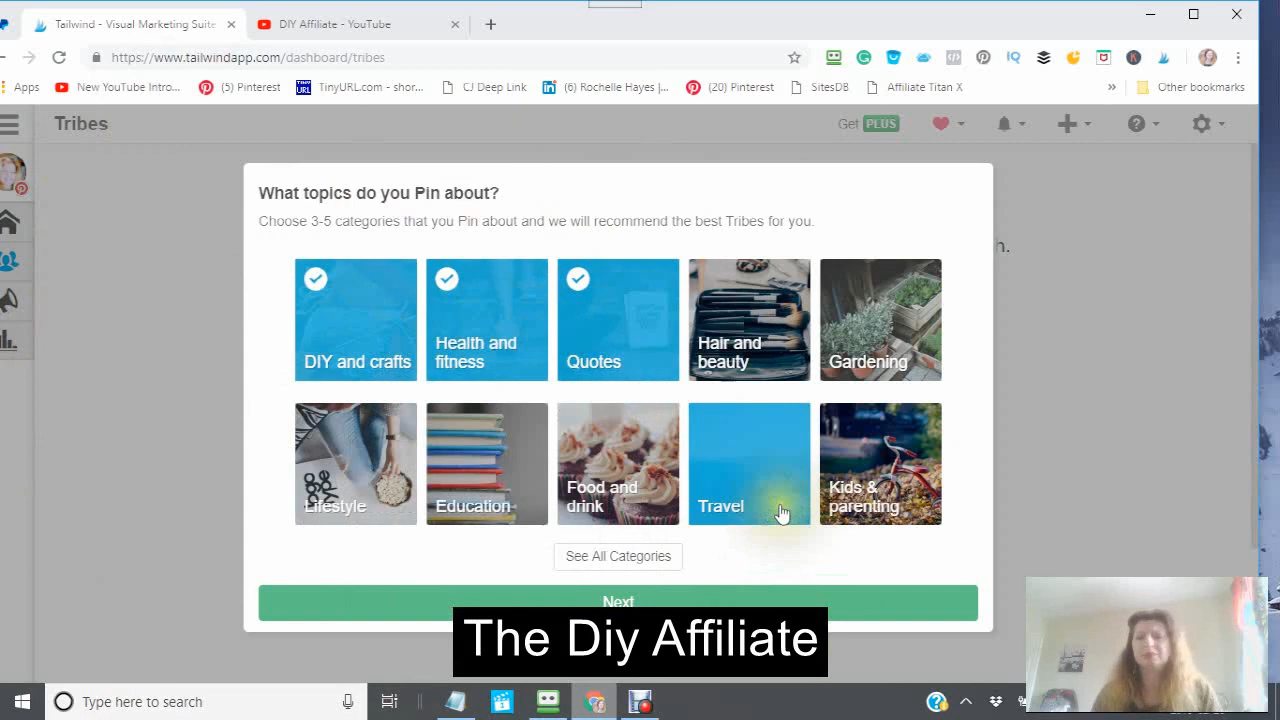 Tailwind - Visual Marketing Suite
DIY Affiliate - YouTube
https://www.tailwindapp.com/dashboard/tribes
Apps
New YouTube Intro...
(5) Pinterest
TinyURL.com - shor...
CJ Deep Link
(6) Rochelle Hayes |...
(20) Pinterest
SitesDB
Affiliate Titan X
»
Other bookmarks
Tribes
Get PLUS
What topics do you Pin about?
Choose 3-5 categories that you Pin about and we will recommend the best Tribes for you.
h.
DIY and crafts
Health and
fitness
Quotes
Hair and
beauty
Gardening
Lifestyle
Education
Food and
drink
Travel
Kids &
parenting
See All Categories
Next
The Diy Affiliate
Type here to search